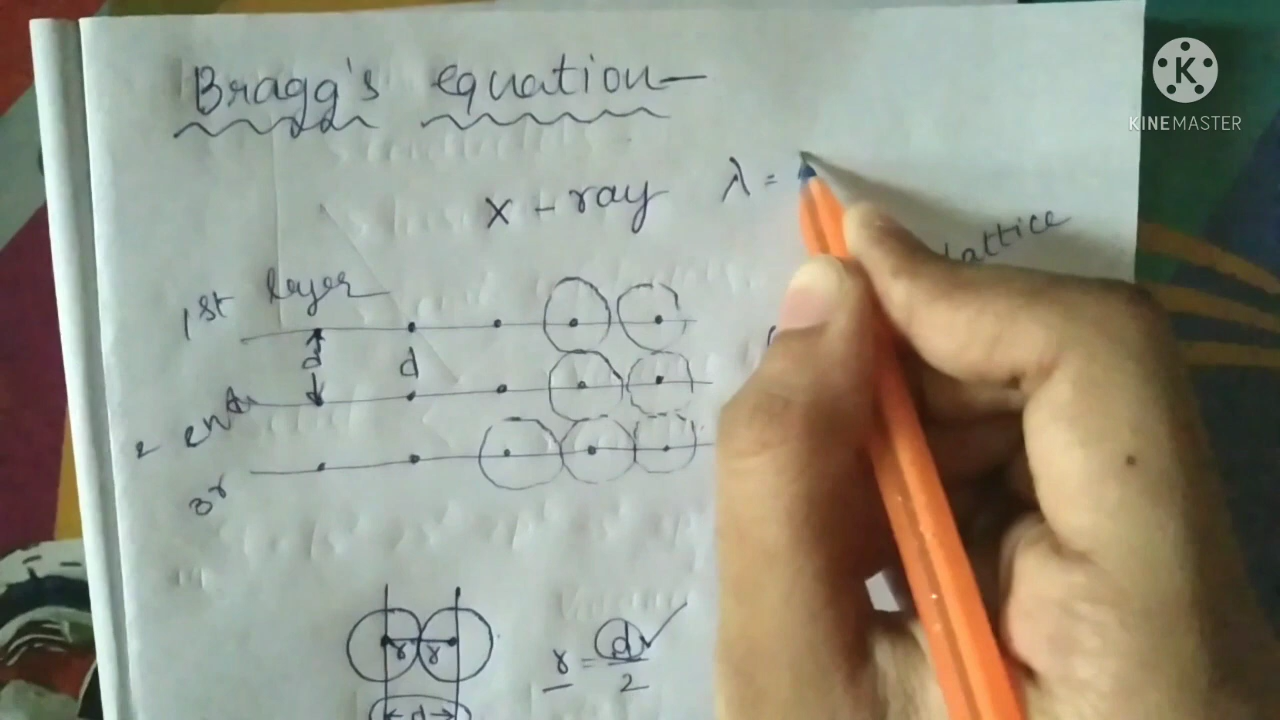 Bragg's equation—
K
KINEMASTER
x-ray λ =
lattice
1st layer
d d
2 end
3r
r r
r = d/2
d